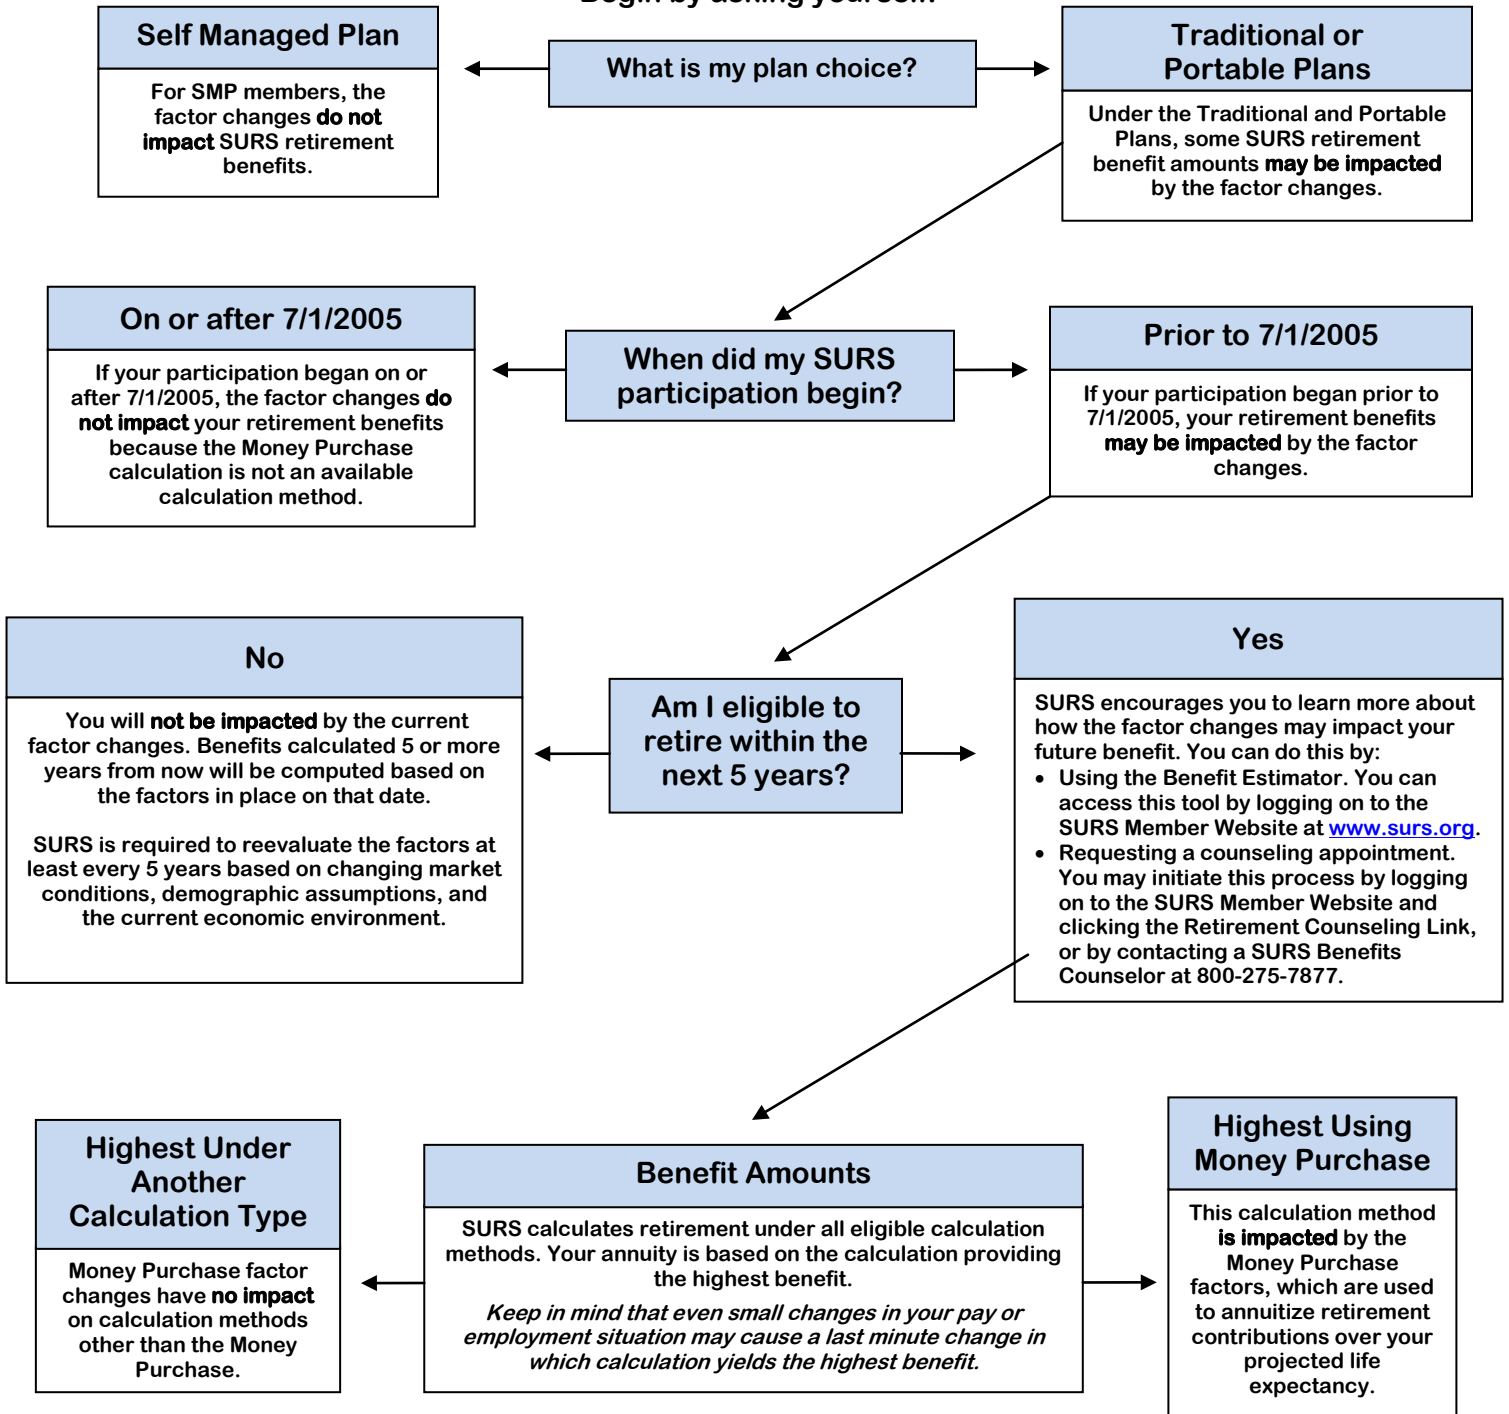 Begin by asking yourself:
Self Managed Plan
For SMP members, the
factor changes do not
impact SURS retirement
benefits.
What is my plan choice?
Traditional or
Portable Plans
Under the Traditional and Portable
Plans, some SURS retirement
benefit amounts may be impacted
by the factor changes.
On or after 7/1/2005
If your participation began on or
after 7/1/2005, the factor changes do
not impact your retirement benefits
because the Money Purchase
calculation is not an available
calculation method.
When did my SURS
participation begin?
Prior to 7/1/2005
If your participation began prior to
7/1/2005, your retirement benefits
may be impacted by the factor
changes.
No
You will not be impacted by the current
factor changes. Benefits calculated 5 or more
years from now will be computed based on
the factors in place on that date.
SURS is required to reevaluate the factors at
least every 5 years based on changing market
conditions, demographic assumptions, and
the current economic environment.
Am I eligible to
retire within the
next 5 years?
Yes
SURS encourages you to learn more about
how the factor changes may impact your
future benefit. You can do this by:
• Using the Benefit Estimator. You can
access this tool by logging on to the
SURS Member Website at www.surs.org.
• Requesting a counseling appointment.
You may initiate this process by logging
on to the SURS Member Website and
clicking the Retirement Counseling Link,
or by contacting a SURS Benefits
Counselor at 800-275-7877.
Highest Under
Another
Calculation Type
Money Purchase factor
changes have no impact
on calculation methods
other than the Money
Purchase.
Benefit Amounts
SURS calculates retirement under all eligible calculation
methods. Your annuity is based on the calculation providing
the highest benefit.
Keep in mind that even small changes in your pay or
employment situation may cause a last minute change in
which calculation yields the highest benefit.
Highest Using
Money Purchase
This calculation method
is impacted by the
Money Purchase
factors, which are used
to annuitize retirement
contributions over your
projected life
expectancy.